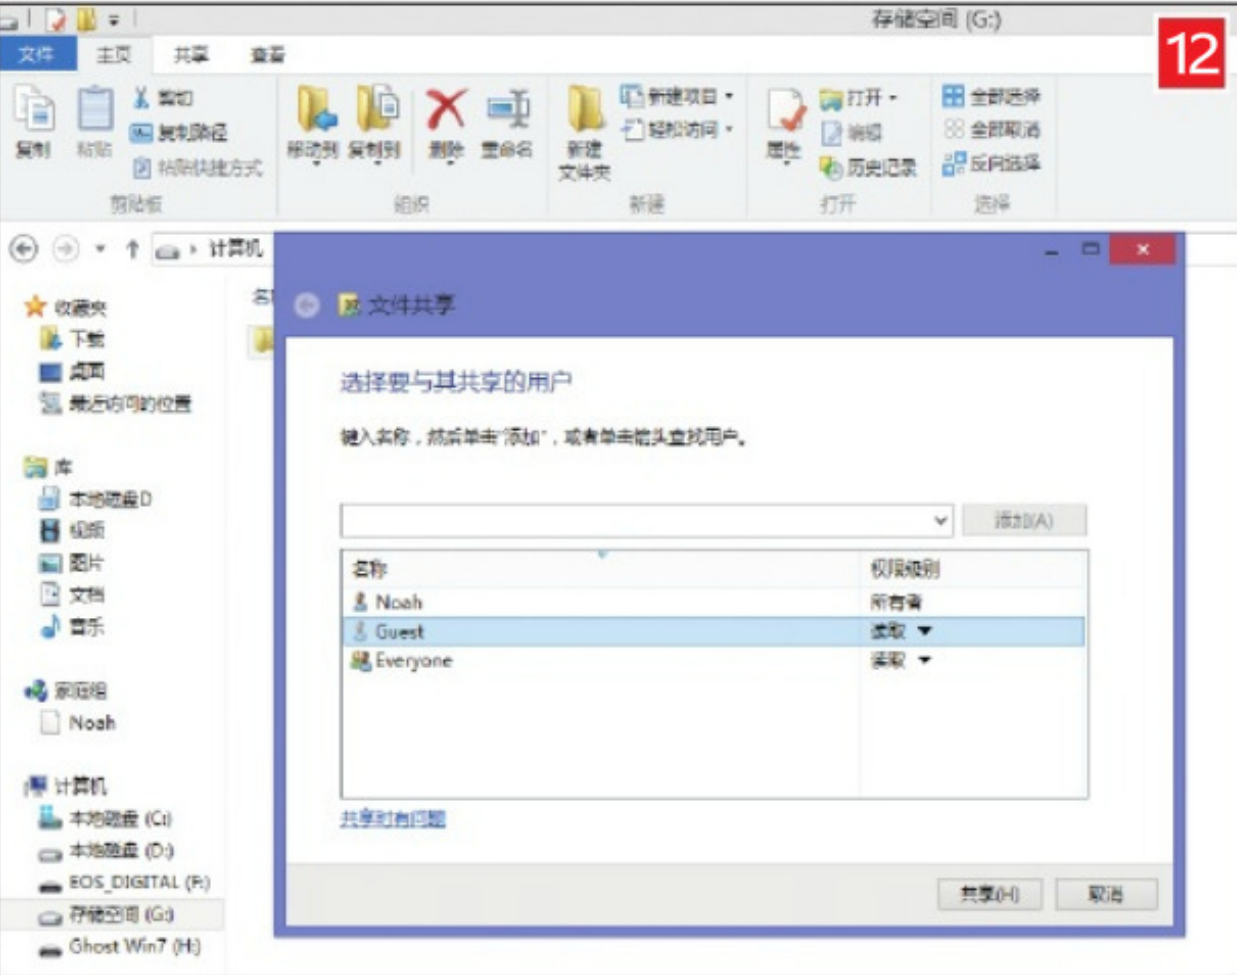 存储空间 (G:)
12
文件 主页 共享 查看
复制 粘贴 剪切 复制路径 粘贴快捷方式
移动到 复制到 删除 重命名
新建文件夹 新建项目 轻松访问
属性 打开 编辑 历史记录
全部选择 全部取消 反向选择
剪贴板 组织 新建 打开 选择
计算机
文件共享
收藏夹
下载
桌面
最近访问的位置
库
本地磁盘D
视频
图片
文档
音乐
家庭组
Noah
计算机
本地磁盘 (C:)
本地磁盘 (D:)
EOS_DIGITAL (F:)
存储空间 (G:)
Ghost Win7 (H:)
选择要与其共享的用户
键入名称，然后单击"添加"，或者单击箭头查找用户。
添加(A)
名称 权限级别
Noah 所有者
Guest 读取
Everyone 读取
共享时有问题
共享(H) 取消